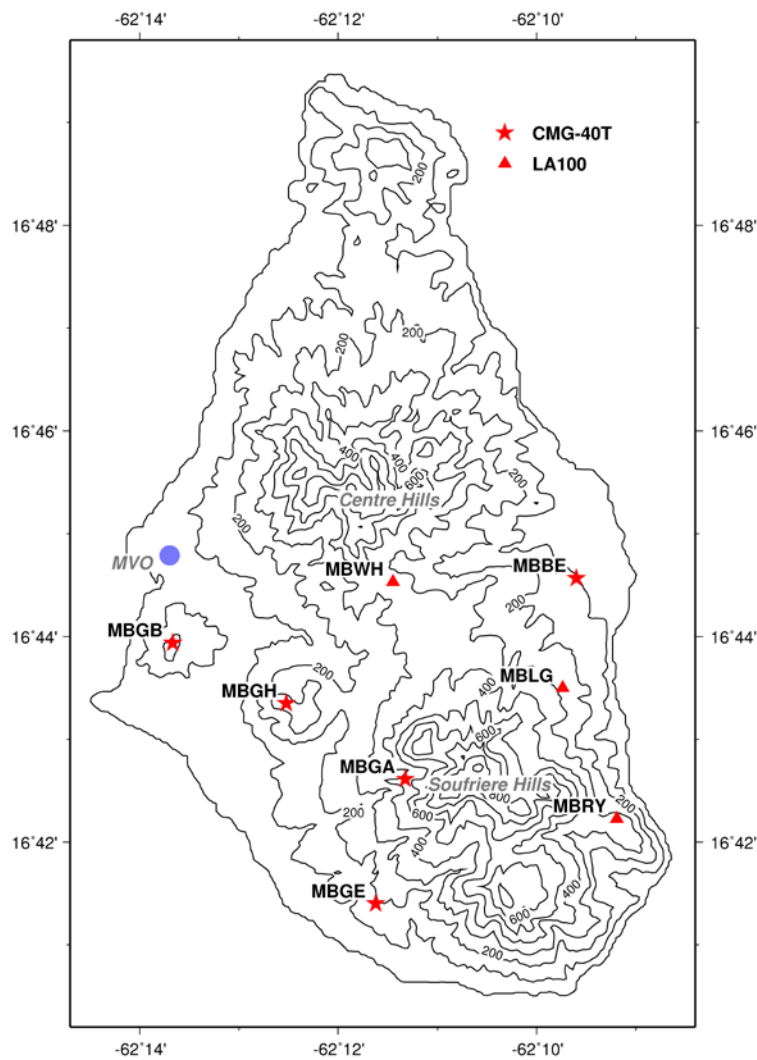 -62°14' -62°12' -62°10'
CMG-40T
LA100
200
16°48' 16°48'
200
200
16°46' 16°46'
400
400
600
200
Centre Hills
200
MVO
MBWH
MBBE
200
MBGB
16°44' 16°44'
200
MBLG
MBGH
400
600
MBGA
Soufriere Hills
800
MBRY
200
200
600
16°42' 16°42'
400
MBGE
400
600
200
-62°14' -62°12' -62°10'